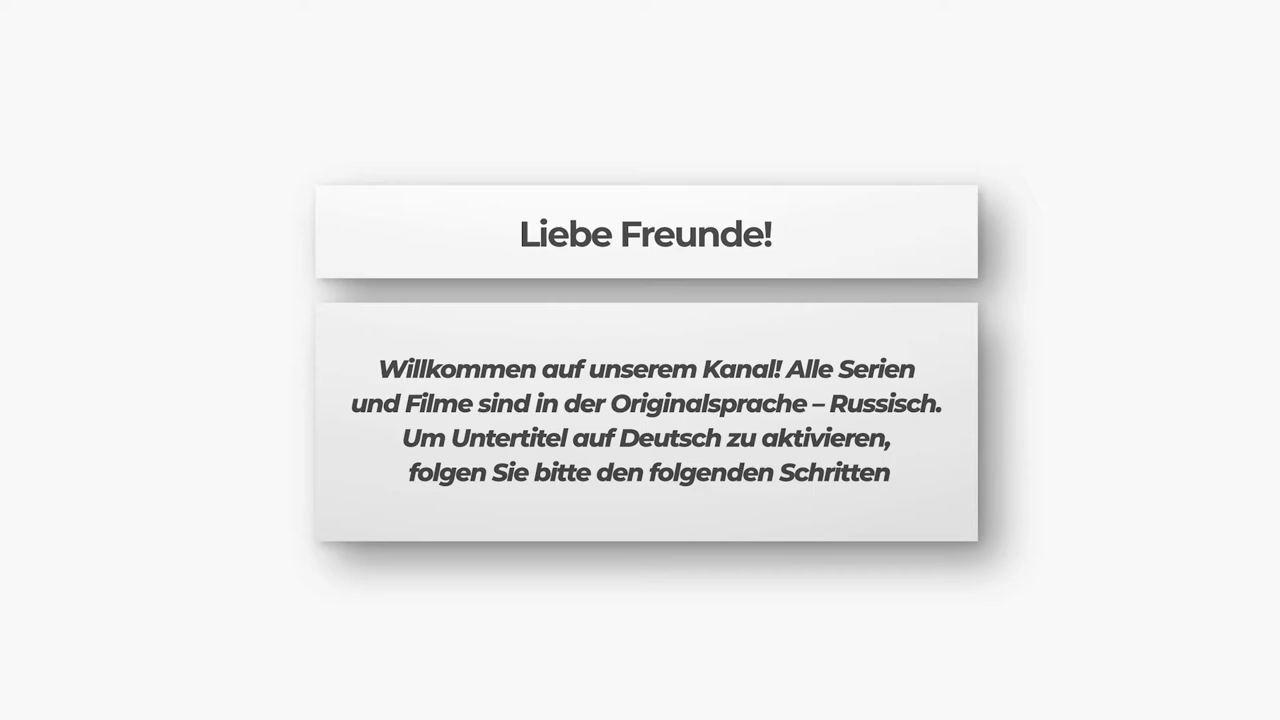 Liebe Freunde!
Willkommen auf unserem Kanal! Alle Serien
und Filme sind in der Originalsprache – Russisch.
Um Untertitel auf Deutsch zu aktivieren,
folgen Sie bitte den folgenden Schritten